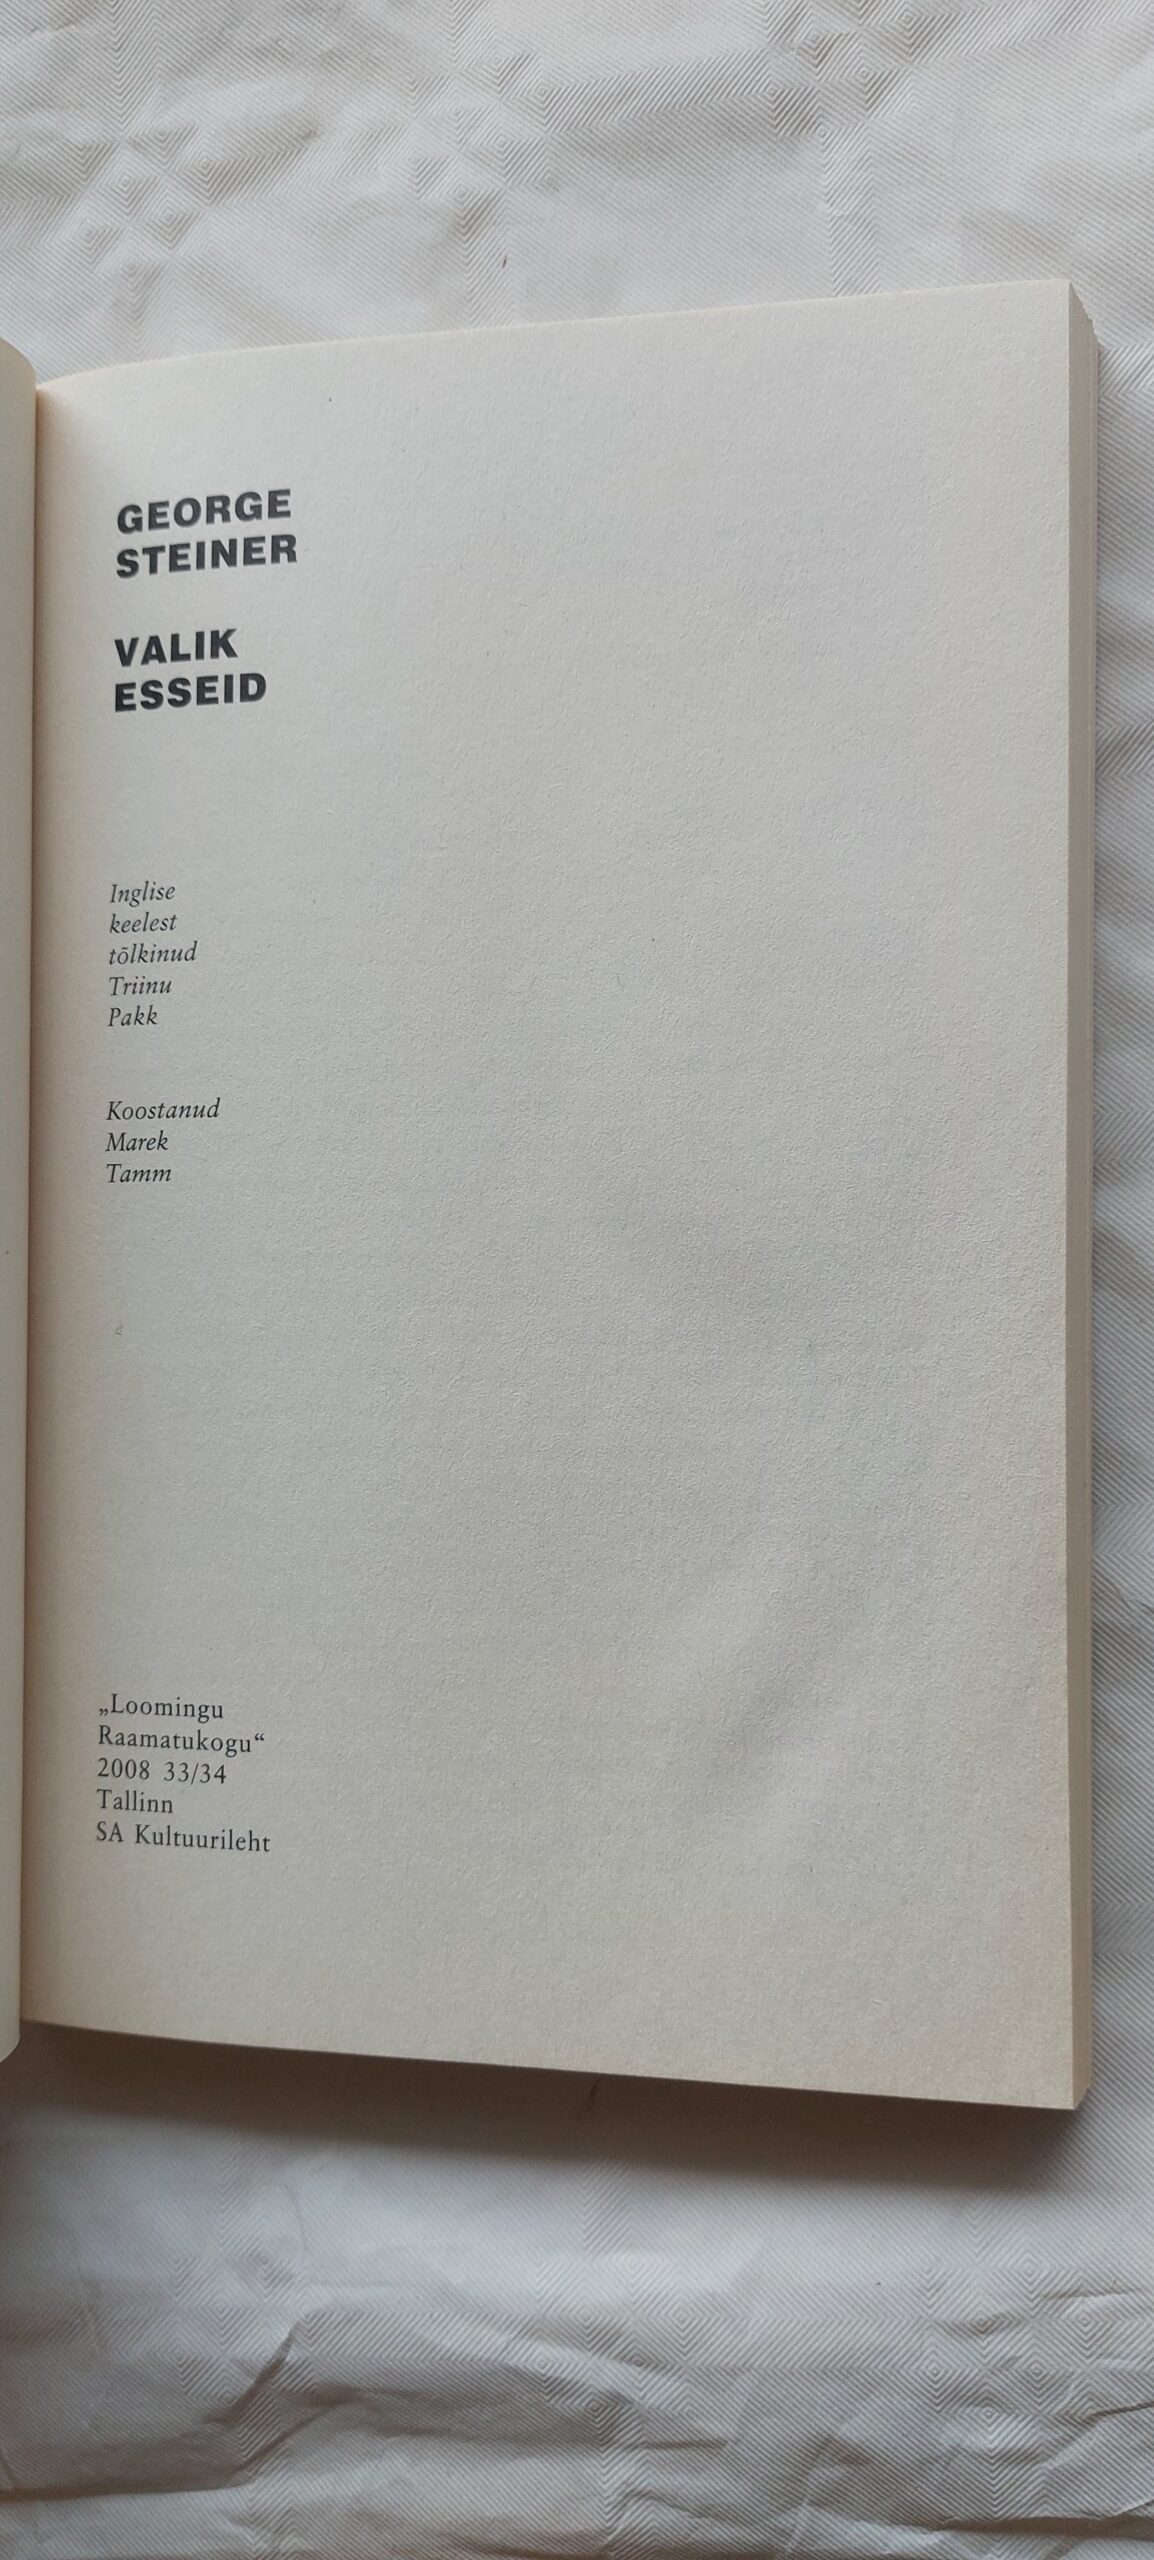 GEORGE
STEINER
VALIK
ESSEID
Inglise
keelest
tõlkinud
Triinu
Pakk
Koostanud
Marek
Tamm
„Loomingu
Raamatukogu“
2008 33/34
Tallinn
SA Kultuurileht